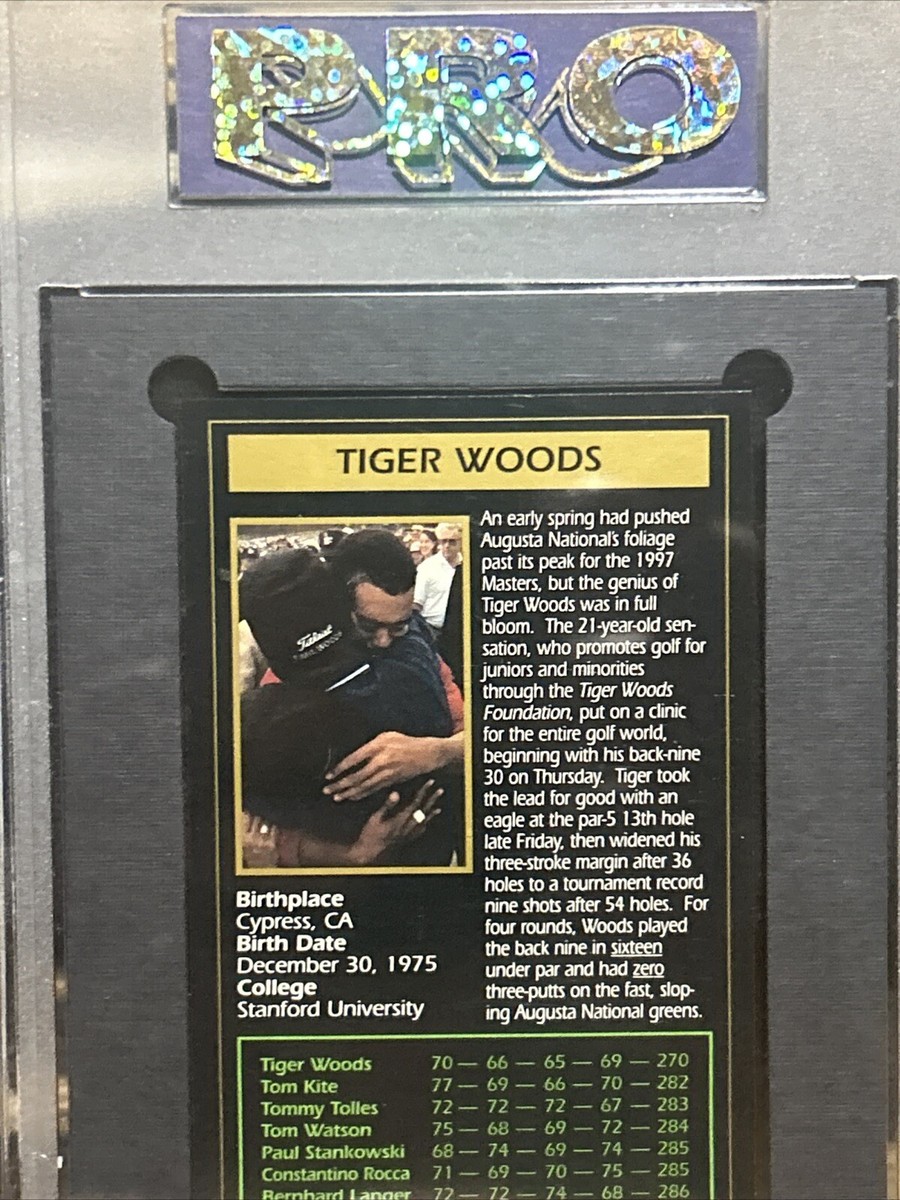 PRO
TIGER WOODS
An early spring had pushed
Augusta National's foliage
past its peak for the 1997
Masters, but the genius of
Tiger Woods was in full
bloom. The 21-year-old sen-
sation, who promotes golf for
juniors and minorities
through the Tiger Woods
Foundation, put on a clinic
for the entire golf world,
beginning with his back-nine
30 on Thursday. Tiger took
the lead for good with an
eagle at the par-5 13th hole
late Friday, then widened his
three-stroke margin after 36
holes to a tournament record
nine shots after 54 holes. For
four rounds, Woods played
the back nine in sixteen
under par and had zero
three-putts on the fast, slop-
ing Augusta National greens.
Titleist
TIGER WOODS
Birthplace
Cypress, CA
Birth Date
December 30, 1975
College
Stanford University
Tiger Woods 70 — 66 — 65 — 69 — 270
Tom Kite 77 — 69 — 66 — 70 — 282
Tommy Tolles 72 — 72 — 72 — 67 — 283
Tom Watson 75 — 68 — 69 — 72 — 284
Paul Stankowski 68 — 74 — 69 — 74 — 285
Constantino Rocca 71 — 69 — 70 — 75 — 285
Bernhard Langer 72 — 72 — 74 — 68 — 286